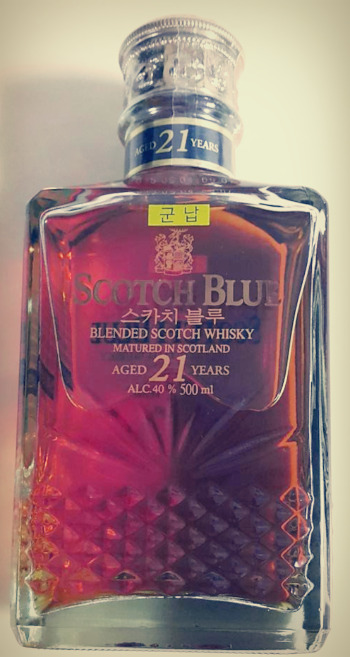 AGED 21 YEARS
군 납
SCOTCH BLUE
스카치 블루
BLENDED SCOTCH WHISKY
MATURED IN SCOTLAND
AGED 21 YEARS
ALC.40 % 500 ml